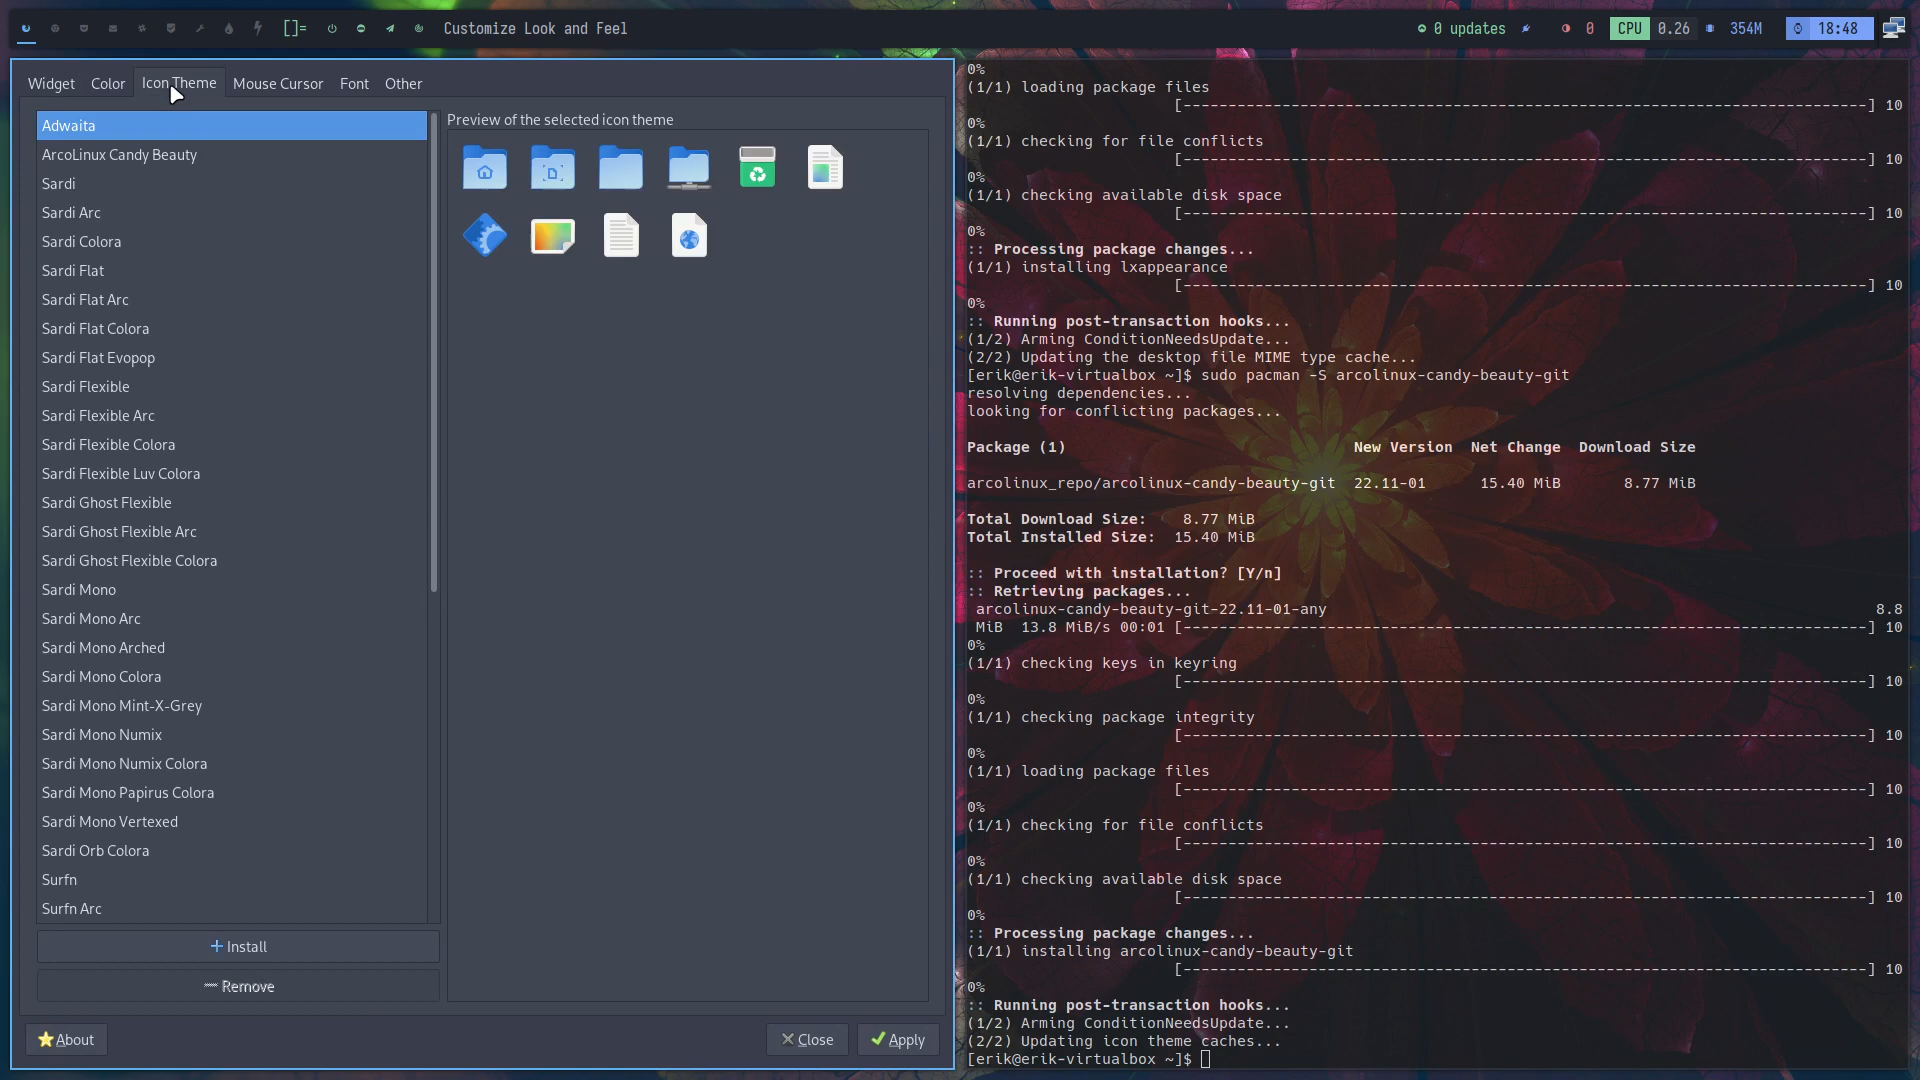 []= Customize Look and Feel 0 updates 0 CPU 0.26 354M 18:48
Widget Color Icon Theme Mouse Cursor Font Other
Adwaita
ArcoLinux Candy Beauty
Sardi
Sardi Arc
Sardi Colora
Sardi Flat
Sardi Flat Arc
Sardi Flat Colora
Sardi Flat Evopop
Sardi Flexible
Sardi Flexible Arc
Sardi Flexible Colora
Sardi Flexible Luv Colora
Sardi Ghost Flexible
Sardi Ghost Flexible Arc
Sardi Ghost Flexible Colora
Sardi Mono
Sardi Mono Arc
Sardi Mono Arched
Sardi Mono Colora
Sardi Mono Mint-X-Grey
Sardi Mono Numix
Sardi Mono Numix Colora
Sardi Mono Papirus Colora
Sardi Mono Vertexed
Sardi Orb Colora
Surfn
Surfn Arc
Install
Remove
Preview of the selected icon theme
About Close Apply
0%
(1/1) loading package files
[----------------------------------------------------------------------------] 10
0%
(1/1) checking for file conflicts
[----------------------------------------------------------------------------] 10
0%
(1/1) checking available disk space
[----------------------------------------------------------------------------] 10
0%
:: Processing package changes...
(1/1) installing lxappearance
[----------------------------------------------------------------------------] 10
0%
:: Running post-transaction hooks...
(1/2) Arming ConditionNeedsUpdate...
(2/2) Updating the desktop file MIME type cache...
[erik@erik-virtualbox ~]$ sudo pacman -S arcolinux-candy-beauty-git
resolving dependencies...
looking for conflicting packages...
Package (1) New Version Net Change Download Size
arcolinux_repo/arcolinux-candy-beauty-git 22.11-01 15.40 MiB 8.77 MiB
Total Download Size: 8.77 MiB
Total Installed Size: 15.40 MiB
:: Proceed with installation? [Y/n]
:: Retrieving packages...
arcolinux-candy-beauty-git-22.11-01-any 8.8
MiB 13.8 MiB/s 00:01 [----------------------------------------------------------------------------] 10
0%
(1/1) checking keys in keyring
[----------------------------------------------------------------------------] 10
0%
(1/1) checking package integrity
[----------------------------------------------------------------------------] 10
0%
(1/1) loading package files
[----------------------------------------------------------------------------] 10
0%
(1/1) checking for file conflicts
[----------------------------------------------------------------------------] 10
0%
(1/1) checking available disk space
[----------------------------------------------------------------------------] 10
0%
:: Processing package changes...
(1/1) installing arcolinux-candy-beauty-git
[----------------------------------------------------------------------------] 10
0%
:: Running post-transaction hooks...
(1/2) Arming ConditionNeedsUpdate...
(2/2) Updating icon theme caches...
[erik@erik-virtualbox ~]$